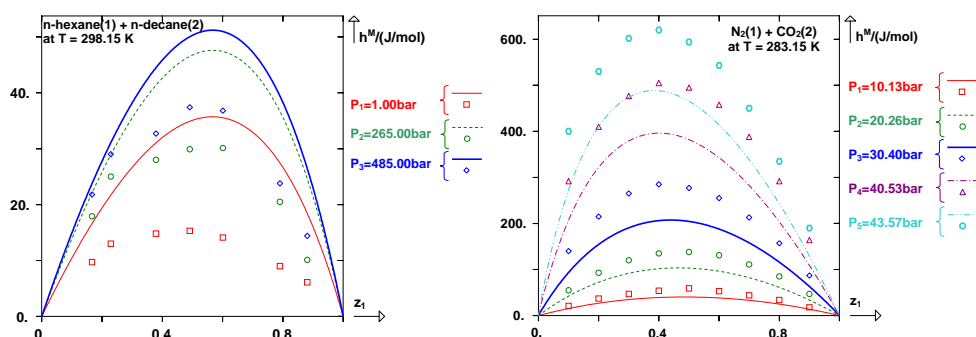 n-hexane(1) + n-decane(2)
at T = 298.15 K
hᴹ/(J/mol)
P₁=1.00bar
P₂=265.00bar
P₃=485.00bar
40.
20.
0.
z₁
0.
0.4
0.8
N₂(1) + CO₂(2)
at T = 283.15 K
hᴹ/(J/mol)
P₁=10.13bar
P₂=20.26bar
P₃=30.40bar
P₄=40.53bar
P₅=43.57bar
600.
400.
200.
0.
z₁
0.
0.4
0.8